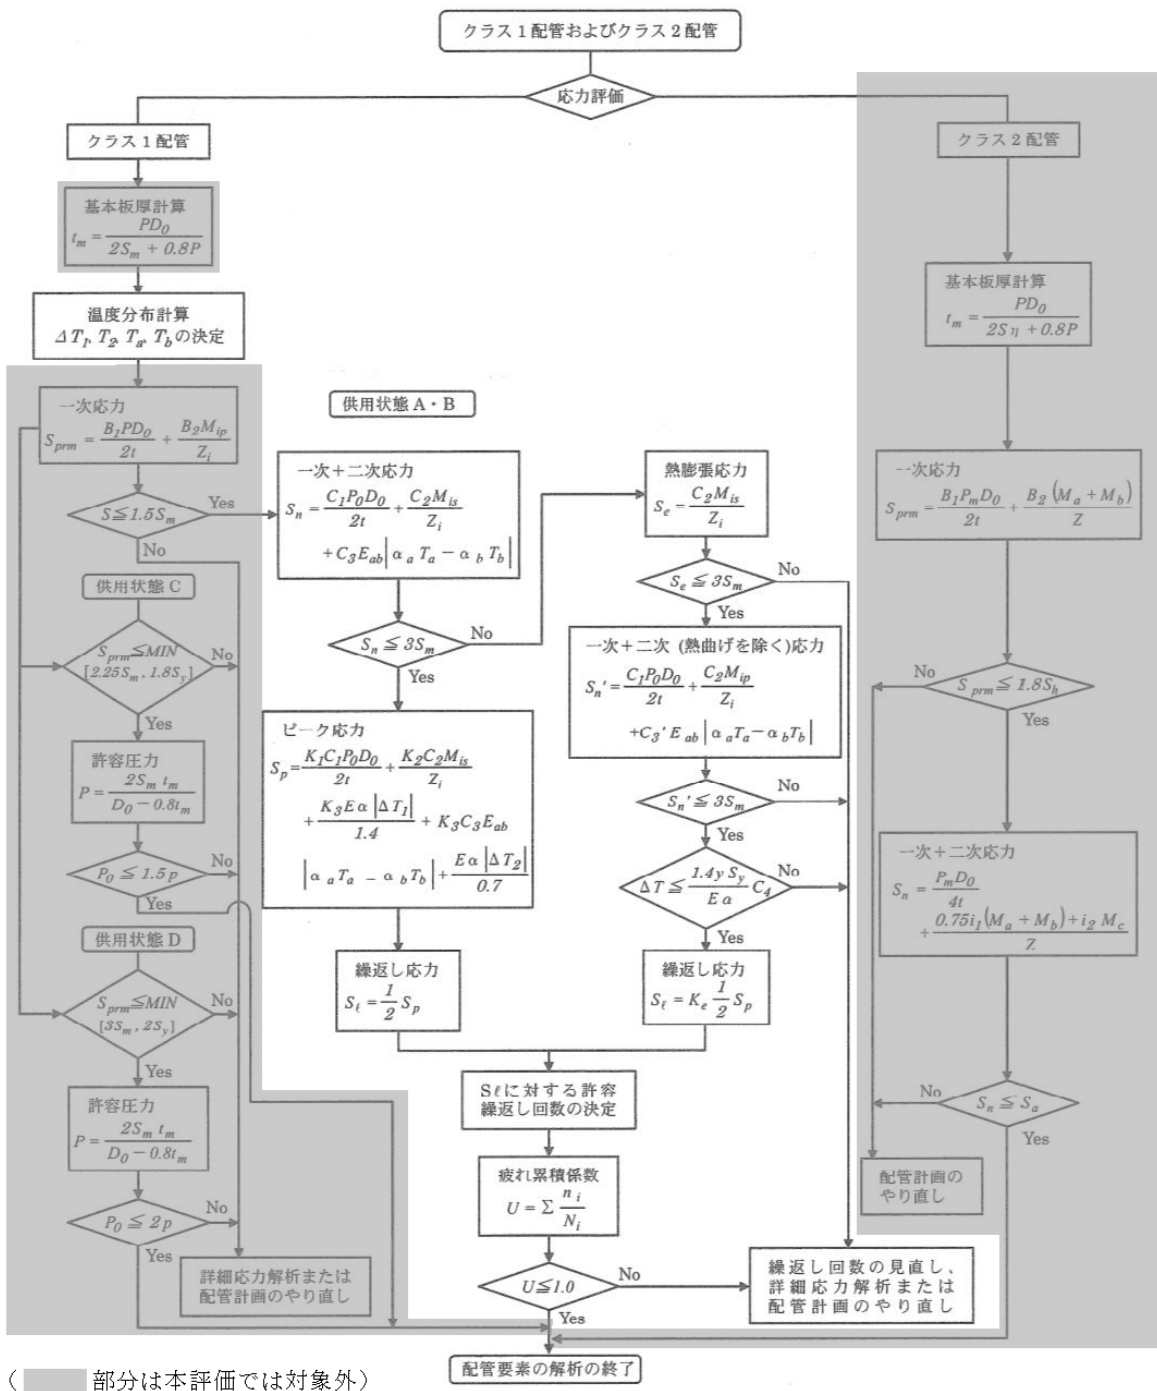 クラス1配管およびクラス2配管
応力評価
クラス1配管
基本板厚計算
t_m = PD_0 / (2S_m + 0.8P)
温度分布計算
ΔT_1, T_2, T_a, T_bの決定
一次応力
S_prm = B_1PD_0 / 2t + B_2M_ip / Z_i
S≦1.5S_m
Yes
No
供用状態C
S_prm≦MIN
[2.25S_m, 1.8S_y]
No
Yes
許容圧力
P = 2S_m t_m / (D_0 − 0.8t_m)
P_0 ≦ 1.5p
No
Yes
供用状態D
S_prm≦MIN
[3S_m, 2S_y]
No
Yes
許容圧力
P = 2S_m t_m / (D_0 − 0.8t_m)
P_0 ≦ 2p
No
Yes
詳細応力解析または
配管計画のやり直し
供用状態A・B
一次+二次応力
S_n = C_1P_0D_0 / 2t + C_2M_is / Z_i
+ C_3E_ab|α_a T_a − α_b T_b|
S_n ≦ 3S_m
No
Yes
ピーク応力
S_p = K_1C_1P_0D_0 / 2t + K_2C_2M_is / Z_i
+ K_3Eα|ΔT_1| / 1.4 + K_3C_3E_ab
|α_a T_a − α_b T_b| + Eα|ΔT_2| / 0.7
繰返し応力
S_ℓ = 1/2 S_p
熱膨張応力
S_e = C_2M_is / Z_i
S_e ≦ 3S_m
No
Yes
一次+二次 (熱曲げを除く)応力
S_n' = C_1P_0D_0 / 2t + C_2M_ip / Z_i
+C_3' E_ab|α_aT_a−α_bT_b|
S_n'≦3S_m
No
Yes
ΔT≦ 1.4y S_y / Eα C_4
No
Yes
繰返し応力
S_ℓ = K_e 1/2 S_p
Sℓに対する許容
繰返し回数の決定
疲れ累積係数
U = Σ n_i / N_i
U≦1.0
No
Yes
繰返し回数の見直し、
詳細応力解析または
配管計画のやり直し
クラス2配管
基本板厚計算
t_m = PD_0 / (2Sη + 0.8P)
一次応力
S_prm = B_1P_mD_0 / 2t + B_2 (M_a + M_b) / Z
S_prm ≦ 1.8S_h
No
Yes
一次+二次応力
S_n = P_mD_0 / 4t
+ 0.75i_1(M_a + M_b)+i_2 M_c / Z
S_n ≦ S_a
No
Yes
配管計画の
やり直し
配管要素の解析の終了
( 部分は本評価では対象外)